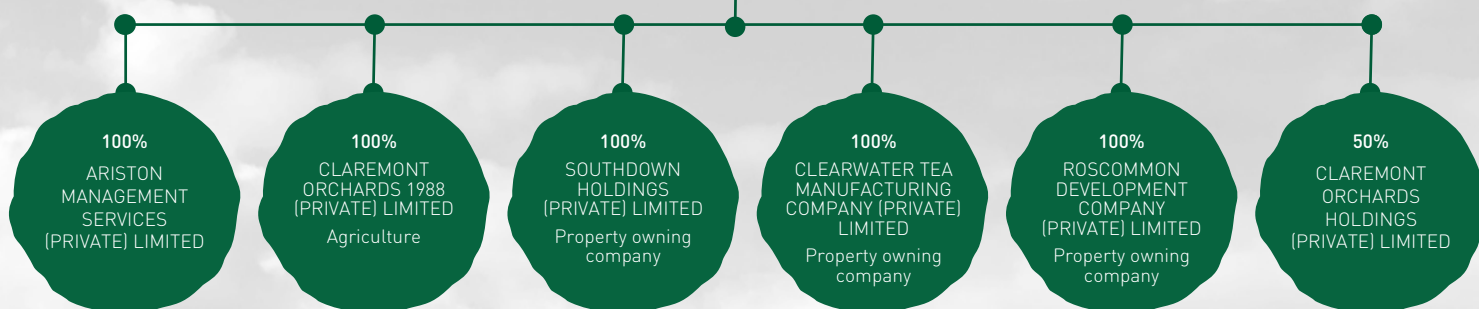 100%
ARISTON
MANAGEMENT
SERVICES
(PRIVATE) LIMITED
100%
CLAREMONT
ORCHARDS 1988
(PRIVATE) LIMITED
Agriculture
100%
SOUTHDOWN
HOLDINGS
(PRIVATE) LIMITED
Property owning
company
100%
CLEARWATER TEA
MANUFACTURING
COMPANY (PRIVATE)
LIMITED
Property owning
company
100%
ROSCOMMON
DEVELOPMENT
COMPANY
(PRIVATE) LIMITED
Property owning
company
50%
CLAREMONT
ORCHARDS
HOLDINGS
(PRIVATE) LIMITED